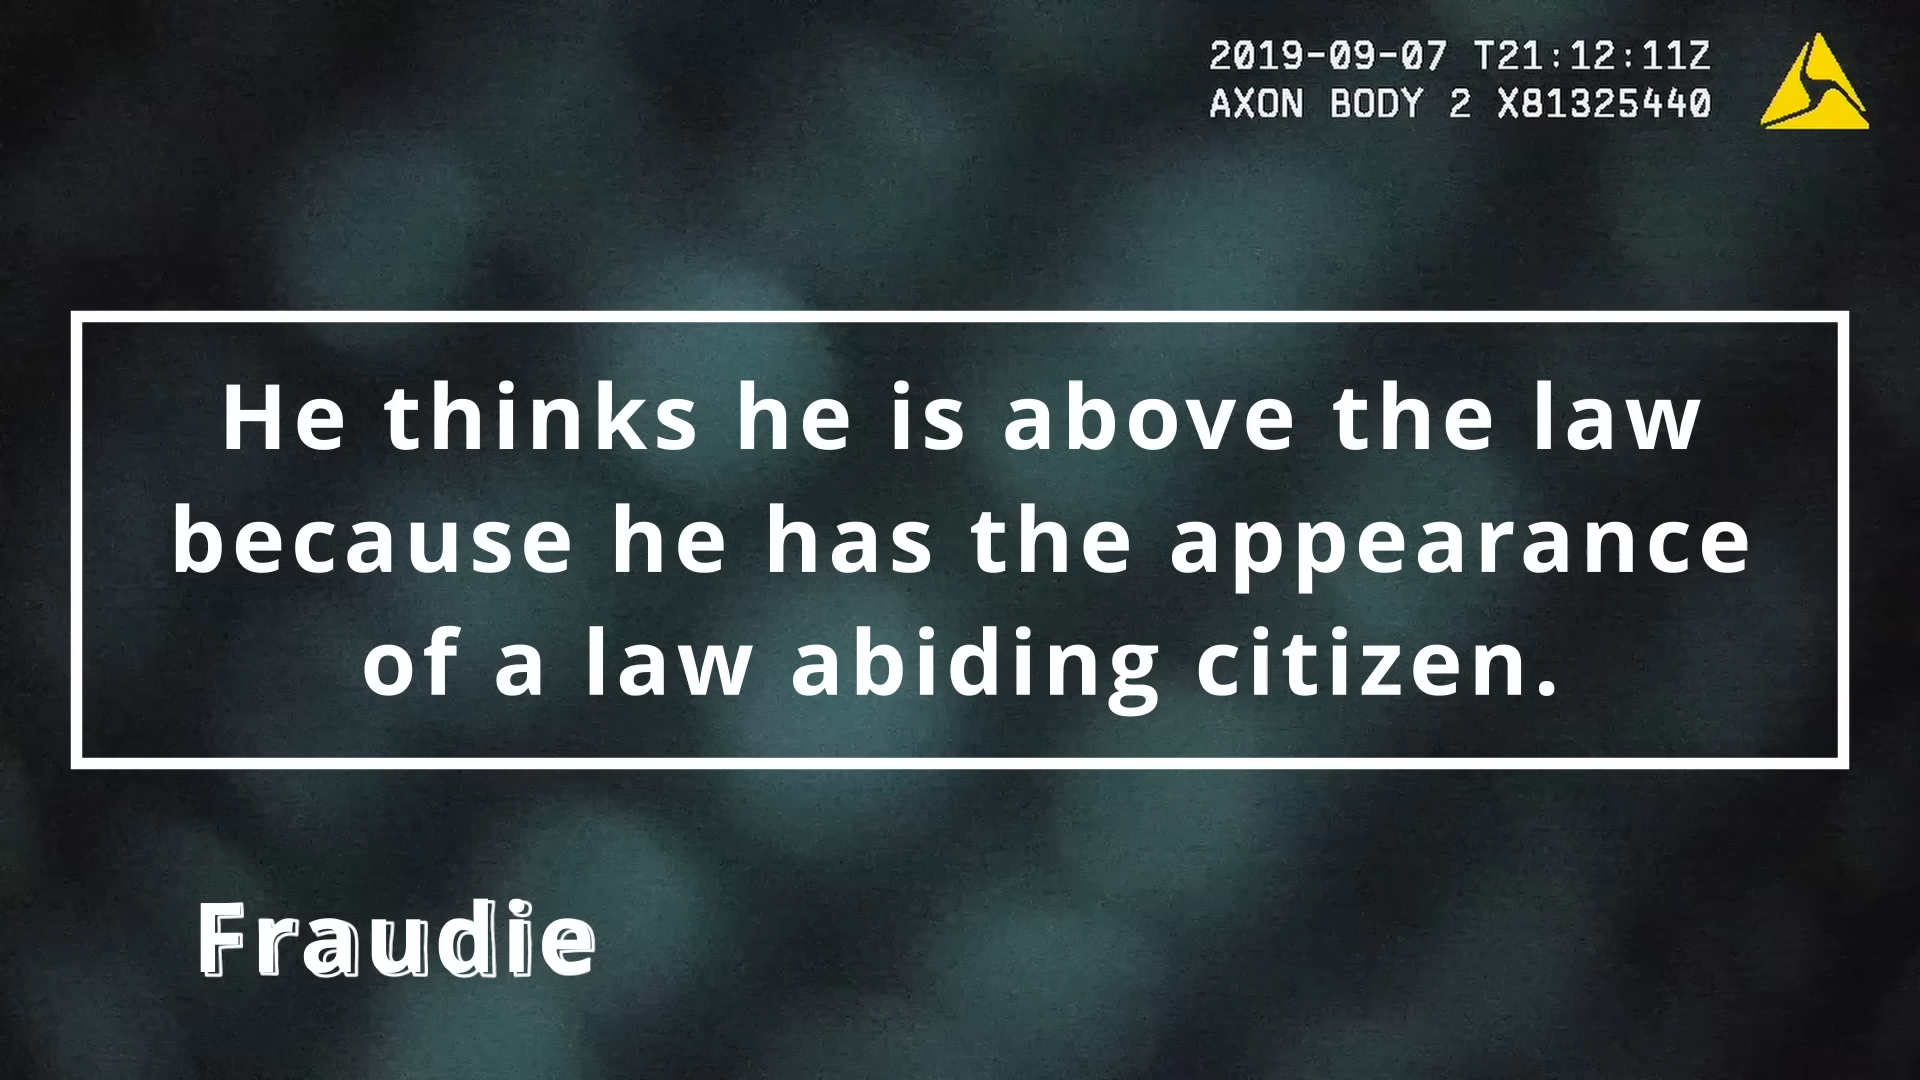 2019-09-07 T21:12:11Z
AXON BODY 2 X81325440
He thinks he is above the law
because he has the appearance
of a law abiding citizen.
Fraudie